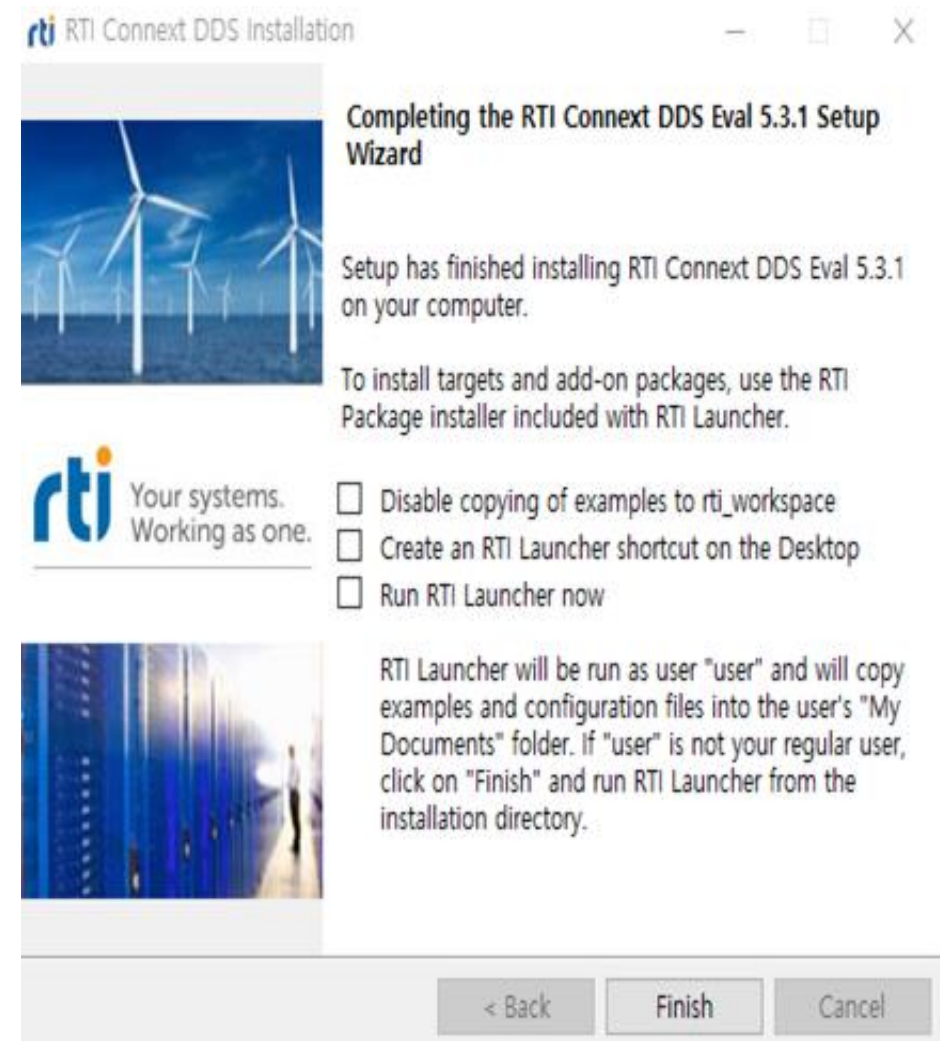 rti RTI Connext DDS Installation
Completing the RTI Connext DDS Eval 5.3.1 Setup
Wizard
Setup has finished installing RTI Connext DDS Eval 5.3.1
on your computer.
To install targets and add-on packages, use the RTI
Package installer included with RTI Launcher.
rti Your systems.
Working as one.
Disable copying of examples to rti_workspace
Create an RTI Launcher shortcut on the Desktop
Run RTI Launcher now
RTI Launcher will be run as user "user" and will copy
examples and configuration files into the user's "My
Documents" folder. If "user" is not your regular user,
click on "Finish" and run RTI Launcher from the
installation directory.
< Back Finish Cancel